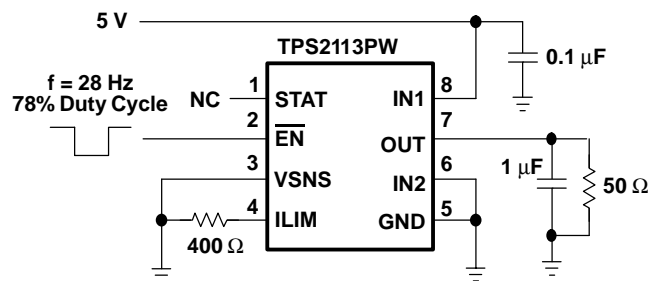 5 V
TPS2113PW
0.1 μF
f = 28 Hz
78% Duty Cycle
NC
1
STAT
IN1
8
2
EN
OUT
7
3
VSNS
IN2
6
1 μF
50 Ω
4
ILIM
GND
5
400 Ω